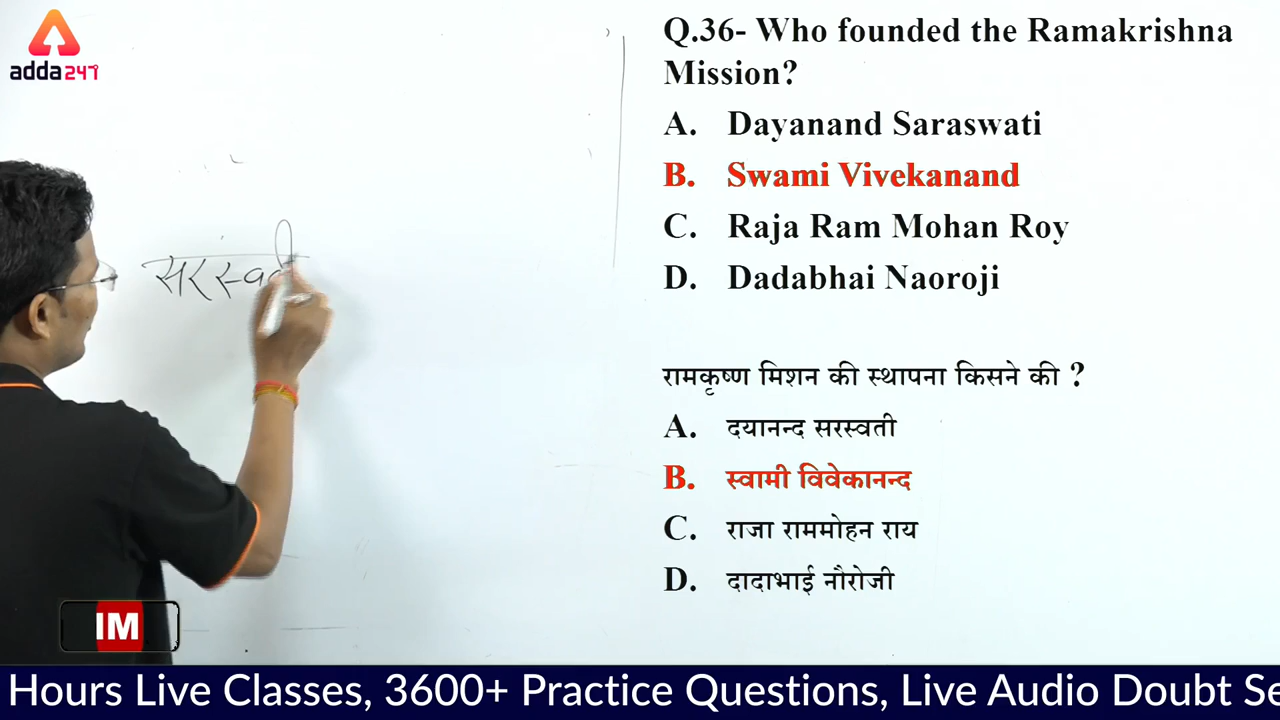 adda247
Q.36- Who founded the Ramakrishna
Mission?
A. Dayanand Saraswati
B. Swami Vivekanand
C. Raja Ram Mohan Roy
D. Dadabhai Naoroji
रामकृष्ण मिशन की स्थापना किसने की ?
A. दयानन्द सरस्वती
B. स्वामी विवेकानन्द
C. राजा राममोहन राय
D. दादाभाई नौरोजी
IM
Hours Live Classes, 3600+ Practice Questions, Live Audio Doubt Se